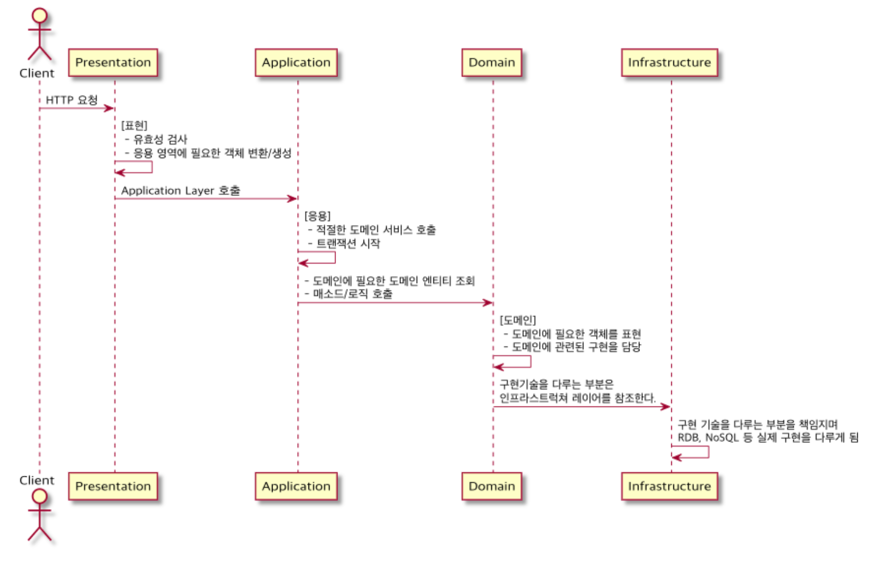 Client
Presentation
Application
Domain
Infrastructure
HTTP 요청
[표현]
- 유효성 검사
- 응용 영역에 필요한 객체 변환/생성
Application Layer 호출
[응용]
- 적절한 도메인 서비스 호출
- 트랜잭션 시작
- 도메인에 필요한 도메인 엔티티 조회
- 매소드/로직 호출
[도메인]
- 도메인에 필요한 객체를 표현
- 도메인에 관련된 구현을 담당
구현기술을 다루는 부분은
인프라스트럭쳐 레이어를 참조한다.
구현 기술을 다루는 부분을 책임지며
RDB, NoSQL 등 실제 구현을 다루게 됨
Client
Presentation
Application
Domain
Infrastructure